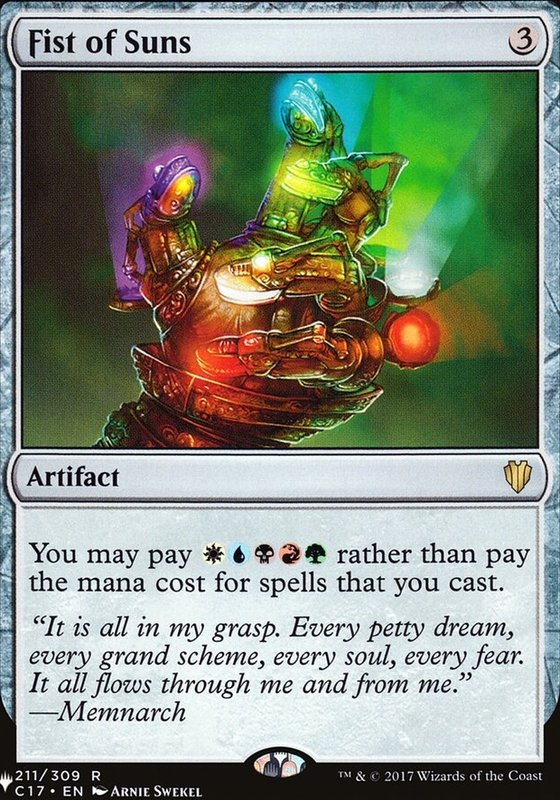 Fist of Suns 3
Artifact
You may pay rather than pay
the mana cost for spells that you cast.
“It is all in my grasp. Every petty dream,
every grand scheme, every soul, every fear.
It all flows through me and from me.”
—Memnarch
211/309 R
C17 • EN Arnie Swekel
™ & © 2017 Wizards of the Coast